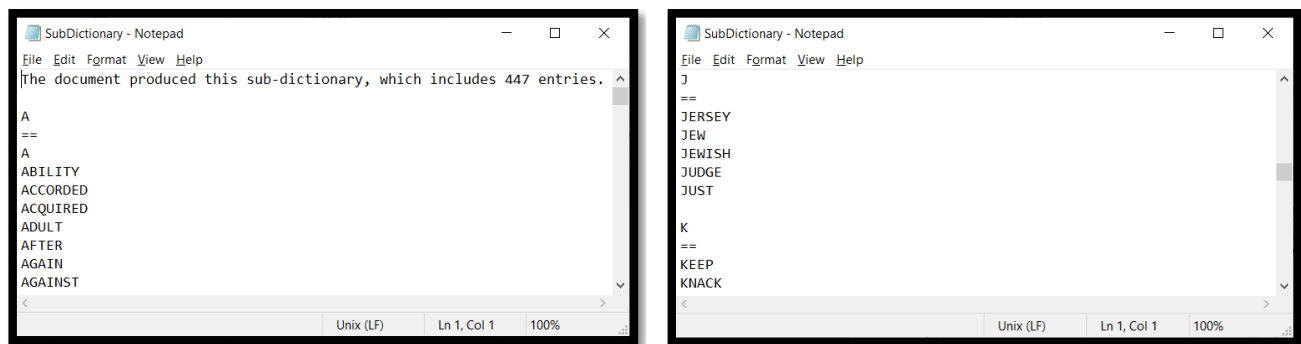 SubDictionary - Notepad
File Edit Format View Help
The document produced this sub-dictionary, which includes 447 entries.
A
==
A
ABILITY
ACCORDED
ACQUIRED
ADULT
AFTER
AGAIN
AGAINST
Unix (LF) Ln 1, Col 1 100%
SubDictionary - Notepad
File Edit Format View Help
J
==
JERSEY
JEW
JEWISH
JUDGE
JUST
K
==
KEEP
KNACK
Unix (LF) Ln 1, Col 1 100%